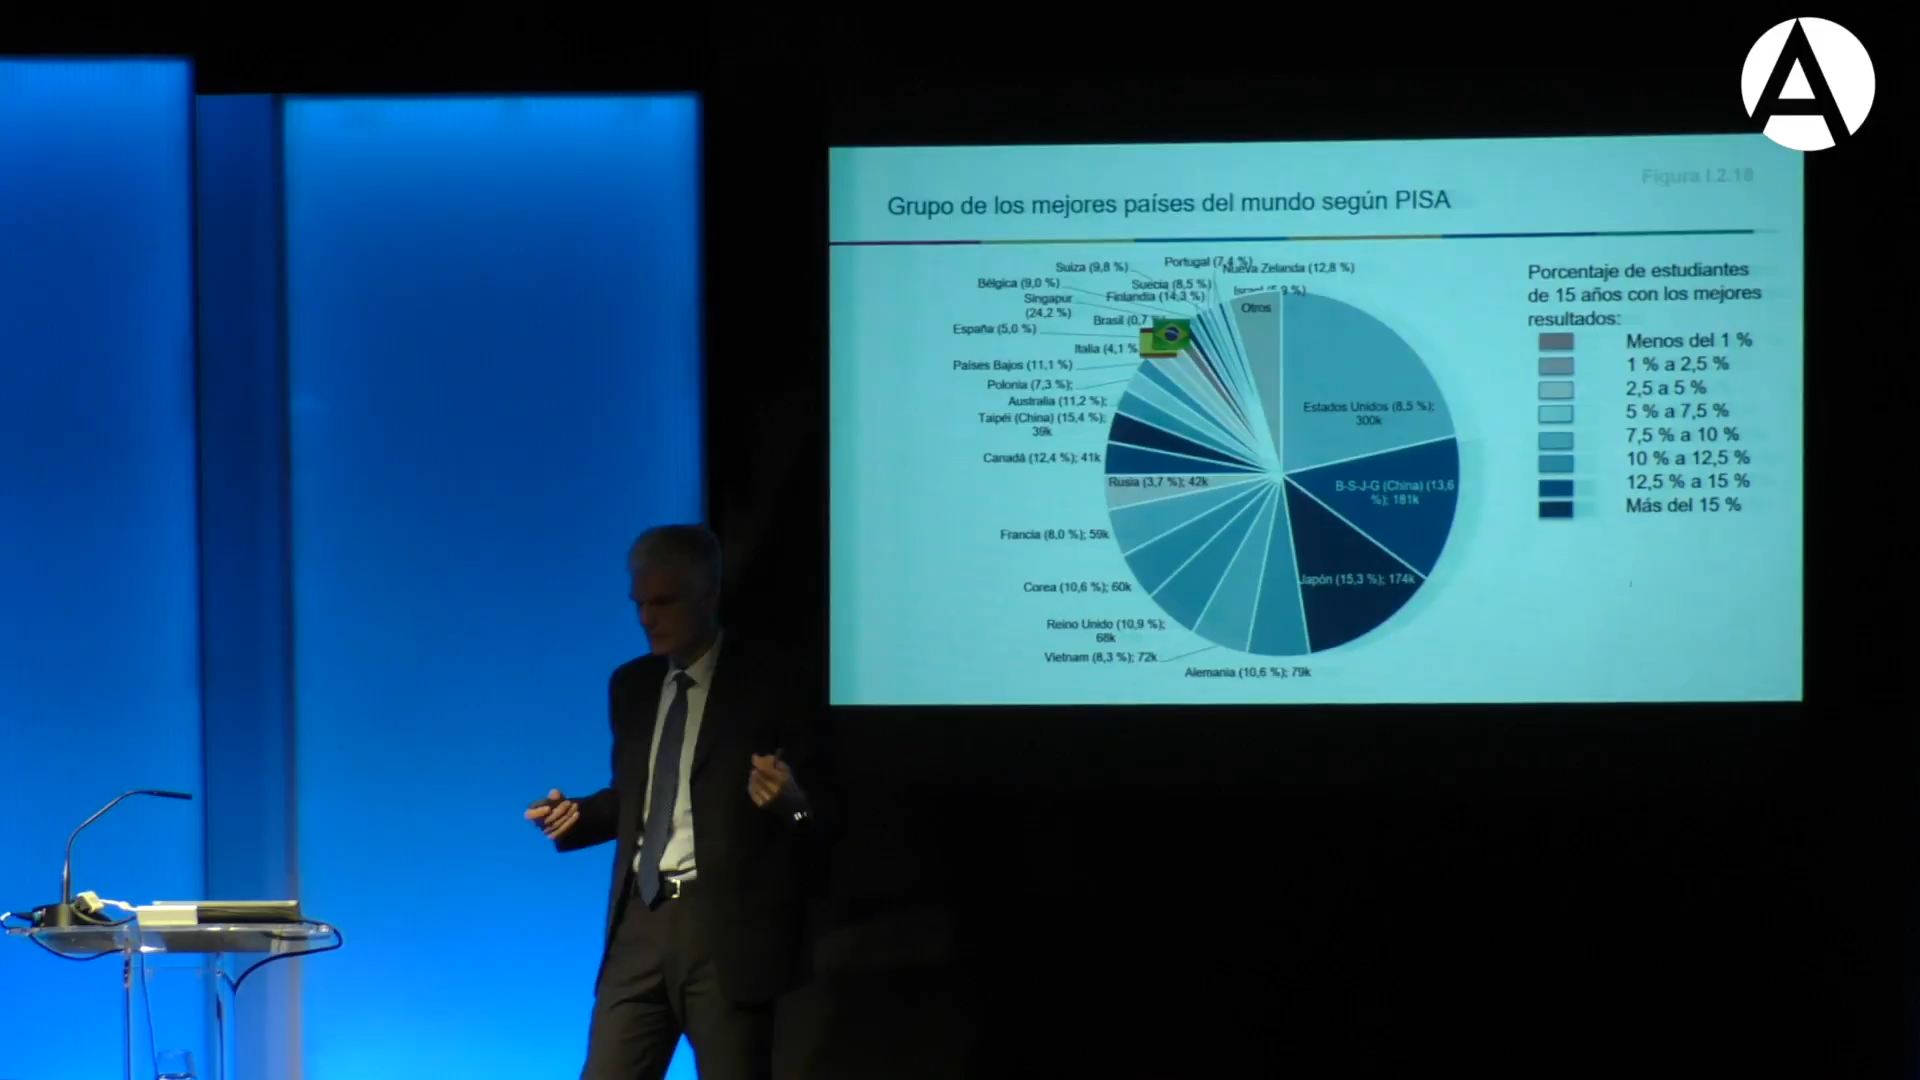 A
Figura I.2.18
Grupo de los mejores países del mundo según PISA
Portugal (7,4 %)
Suiza (9,8 %)
Nueva Zelanda (12,8 %)
Bélgica (9,0 %)
Suecia (8,5 %)
9 %)
Singapur
(24,2 %)
Finlandia (14,3 %)
Otros
Brasil (0,7
España (5,0 %)
Italia (4,1 %
Países Bajos (11,1 %)
Polonia (7,3 %);
Australia (11,2 %);
Taipéi (China) (15,4 %);
39k
Canadá (12,4 %); 41k
Rusia (3,7 %); 42k
Francia (8,0 %); 59k
Corea (10,6 %); 60k
Reino Unido (10,9 %);
68k
Vietnam (8,3 %); 72k
Alemania (10,6 %); 79k
Japón (15,3 %); 174k
B-S-J-G (China) (13,6
%); 181k
Estados Unidos (8,5 %);
300k
Porcentaje de estudiantes
de 15 años con los mejores
resultados:
Menos del 1 %
1 % a 2,5 %
2,5 a 5 %
5 % a 7,5 %
7,5 % a 10 %
10 % a 12,5 %
12,5 % a 15 %
Más del 15 %